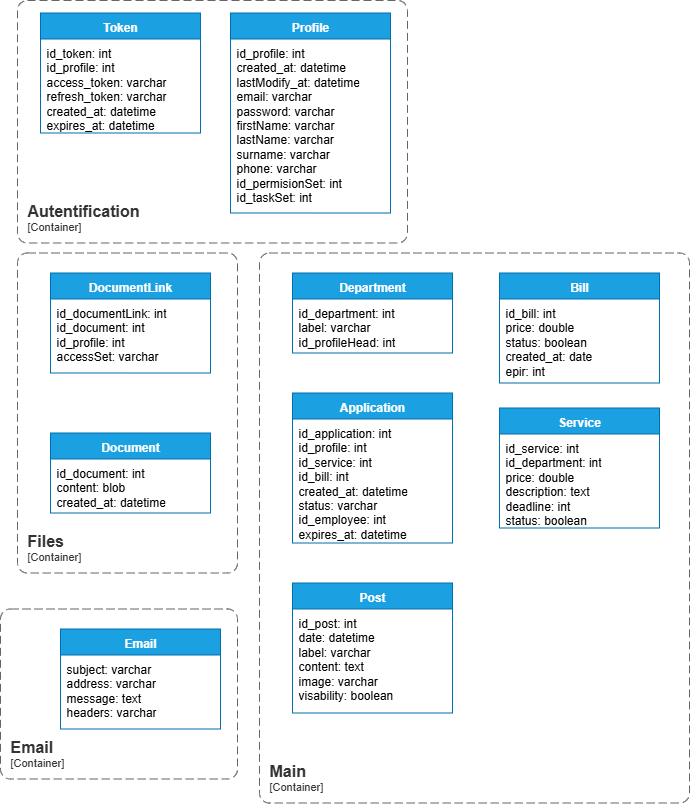 Token
id_token: int
id_profile: int
access_token: varchar
refresh_token: varchar
created_at: datetime
expires_at: datetime
Profile
id_profile: int
created_at: datetime
lastModify_at: datetime
email: varchar
password: varchar
firstName: varchar
lastName: varchar
surname: varchar
phone: varchar
id_permisionSet: int
id_taskSet: int
Autentification
[Container]
DocumentLink
id_documentLink: int
id_document: int
id_profile: int
accessSet: varchar
Document
id_document: int
content: blob
created_at: datetime
Files
[Container]
Email
subject: varchar
address: varchar
message: text
headers: varchar
Email
[Container]
Department
id_department: int
label: varchar
id_profileHead: int
Bill
id_bill: int
price: double
status: boolean
created_at: date
epir: int
Application
id_application: int
id_profile: int
id_service: int
id_bill: int
created_at: datetime
status: varchar
id_employee: int
expires_at: datetime
Service
id_service: int
id_department: int
price: double
description: text
deadline: int
status: boolean
Post
id_post: int
date: datetime
label: varchar
content: text
image: varchar
visability: boolean
Main
[Container]